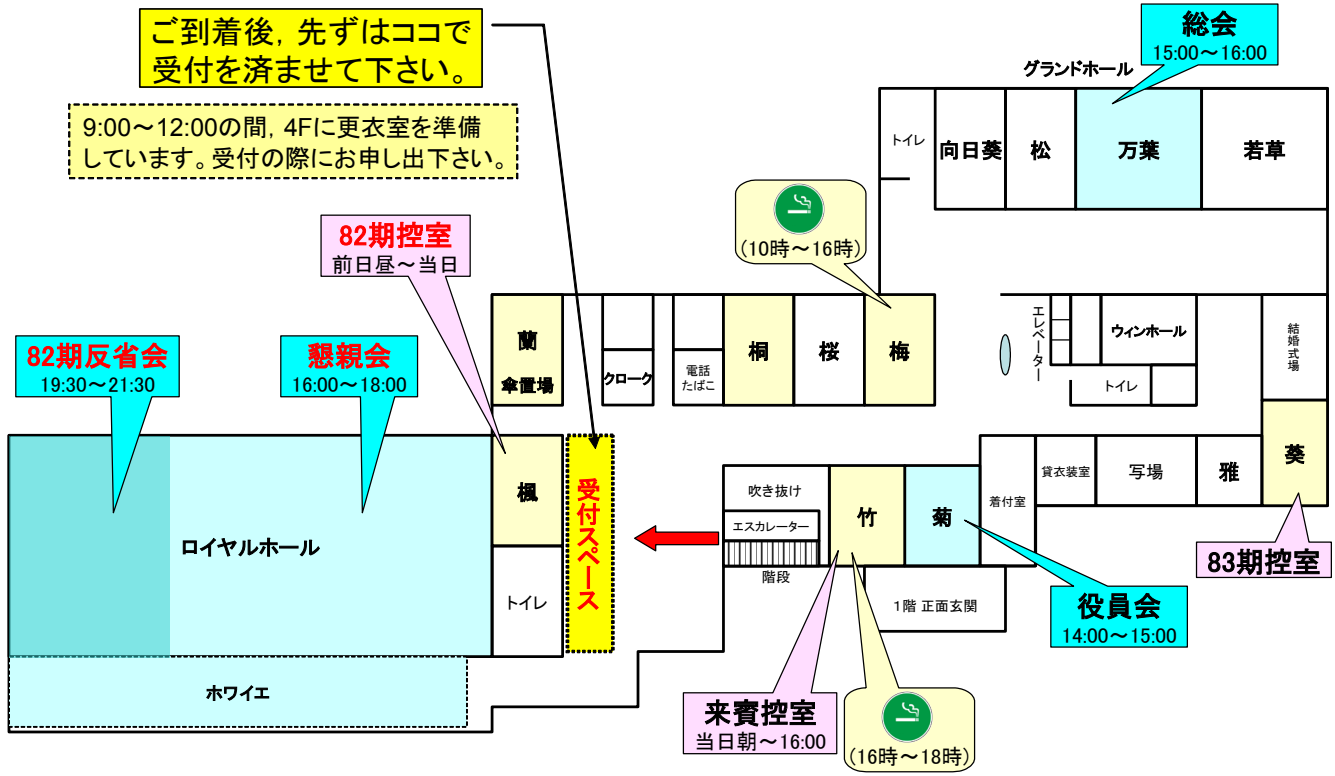 ご到着後, 先ずはココで
受付を済ませて下さい。
9:00～12:00の間, 4Fに更衣室を準備
しています。受付の際にお申し出下さい。
総会
15:00～16:00
グランドホール
トイレ
向日葵
松
万葉
若草
(10時～16時)
82期控室
前日昼～当日
82期反省会
19:30～21:30
懇親会
16:00～18:00
蘭
傘置場
クローク
電話
たばこ
桐
桜
梅
エレベーター
ウィンホール
トイレ
結婚式場
ロイヤルホール
楓
トイレ
受付スペース
吹き抜け
エスカレーター
階段
竹
菊
着付室
貸衣装室
写場
雅
葵
1階 正面玄関
83期控室
役員会
14:00～15:00
ホワイエ
来賓控室
当日朝～16:00
(16時～18時)